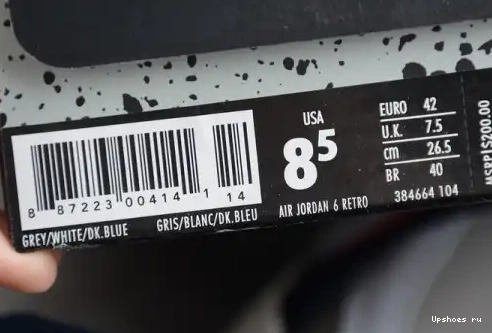 8 87223 00414 1 14
GREY/WHITE/DK.BLUE
GRIS/BLANC/DK.BLEU
USA
8 5
AIR JORDAN 6 RETRO
EURO 42
U.K. 7.5
cm 26.5
BR 40
384664 104
MSRP1$200.00
Upshoes ru